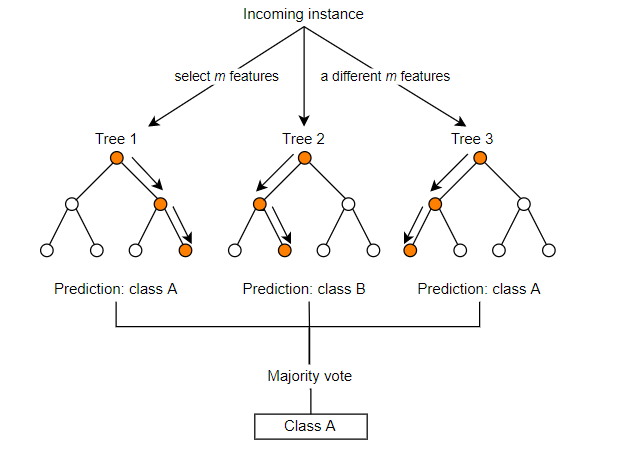 Incoming instance
select m features
a different m features
Tree 1
Tree 2
Tree 3
Prediction: class A
Prediction: class B
Prediction: class A
Majority vote
Class A